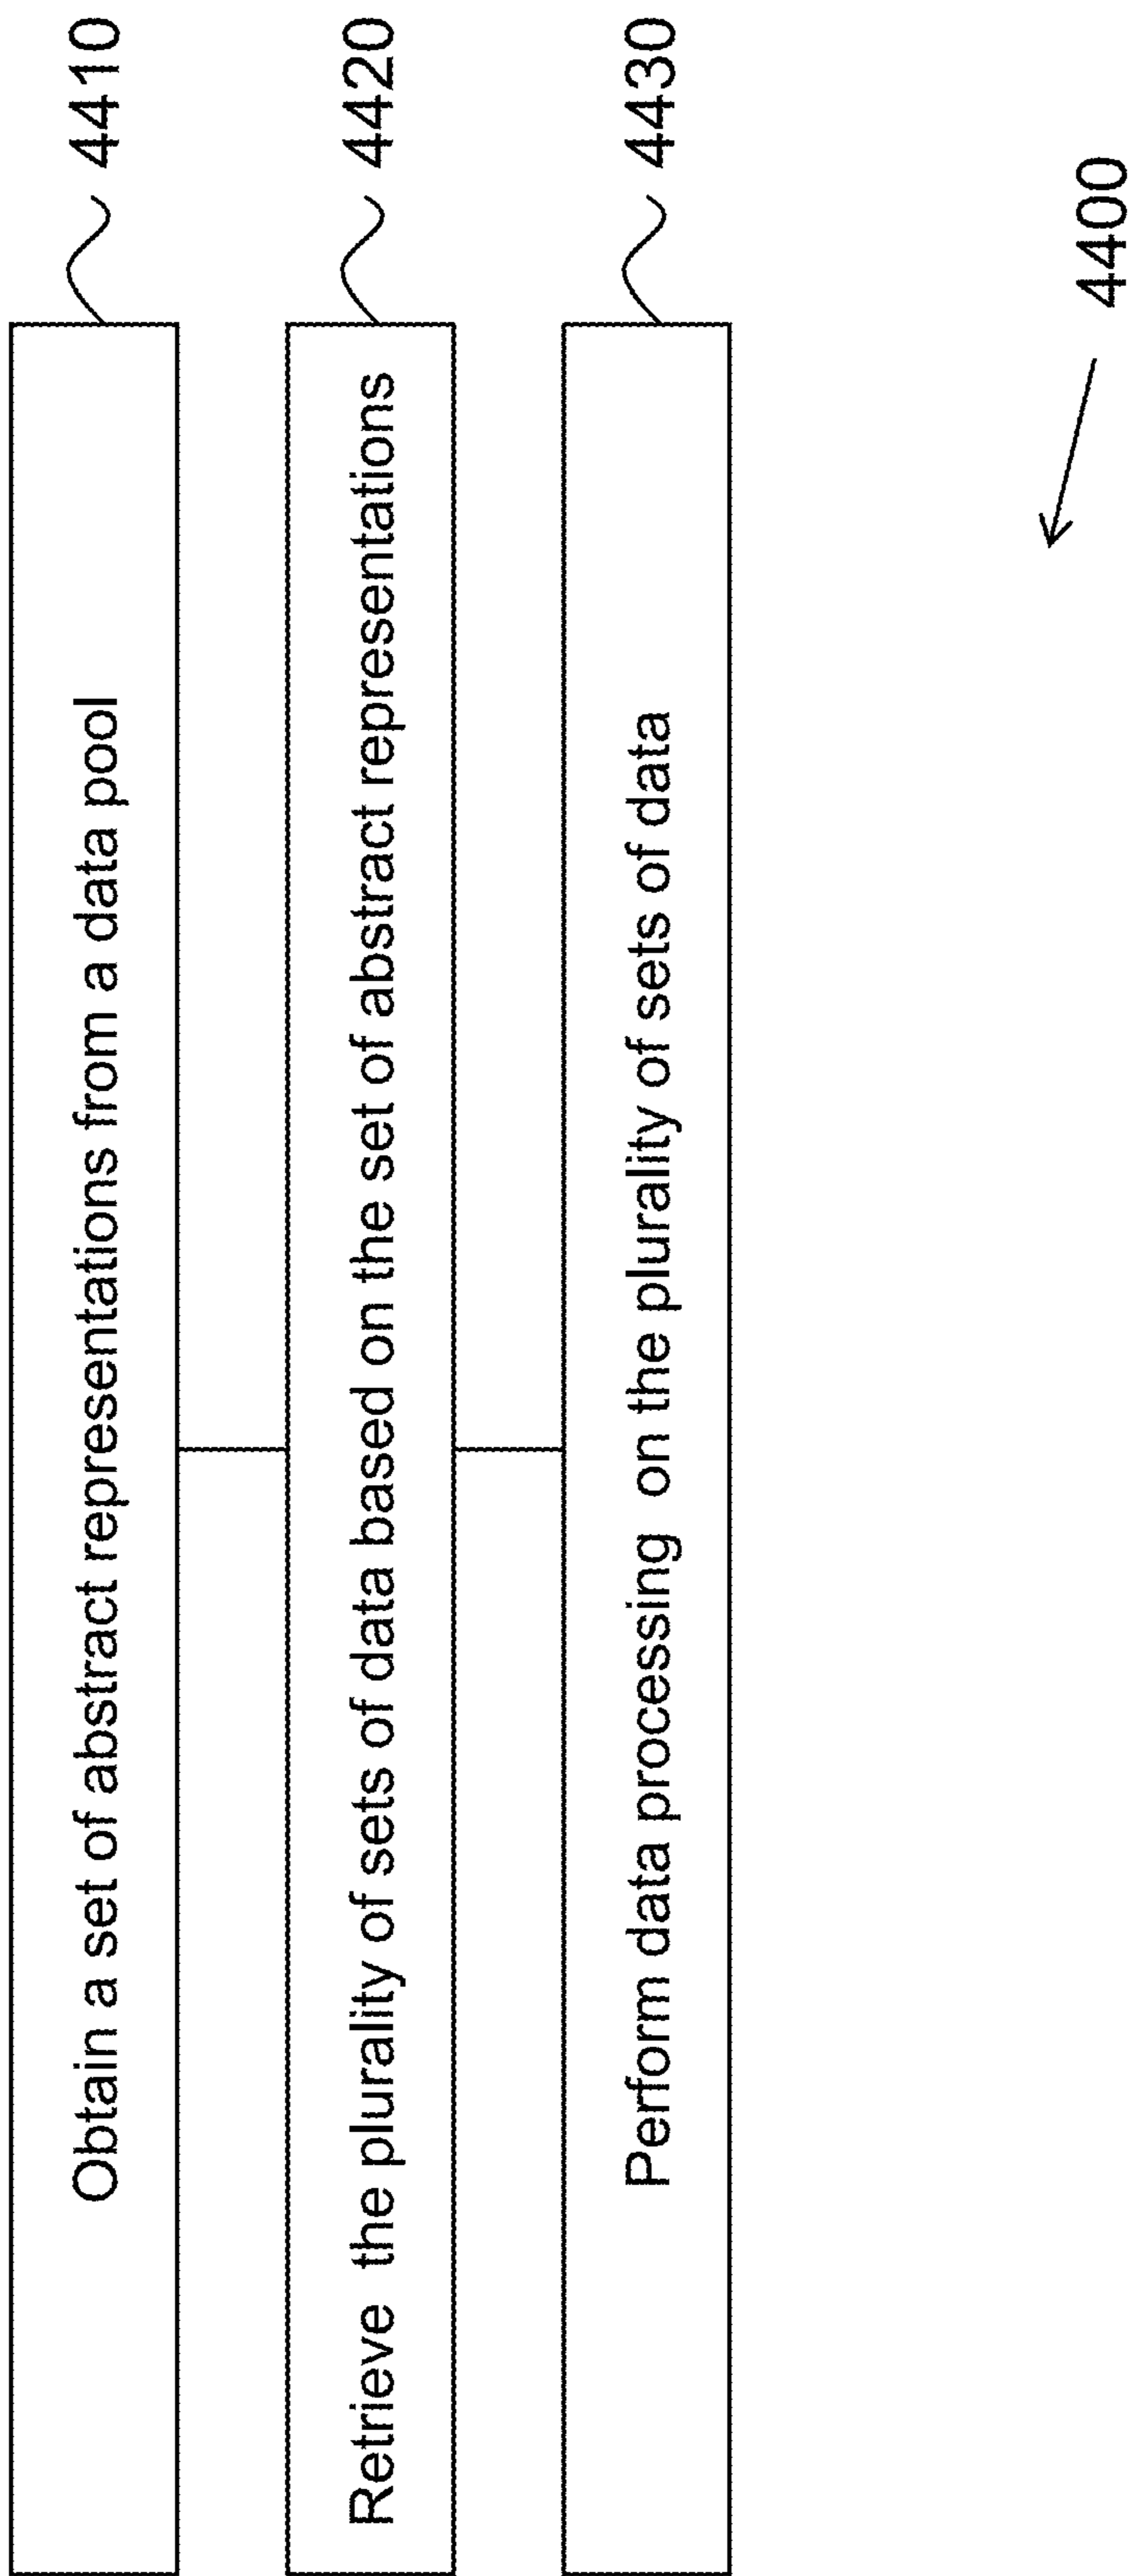 Obtain a set of abstract representations from a data pool
4410
Retrieve the plurality of sets of data based on the set of abstract representations
4420
Perform data processing on the plurality of sets of data
4430
4400